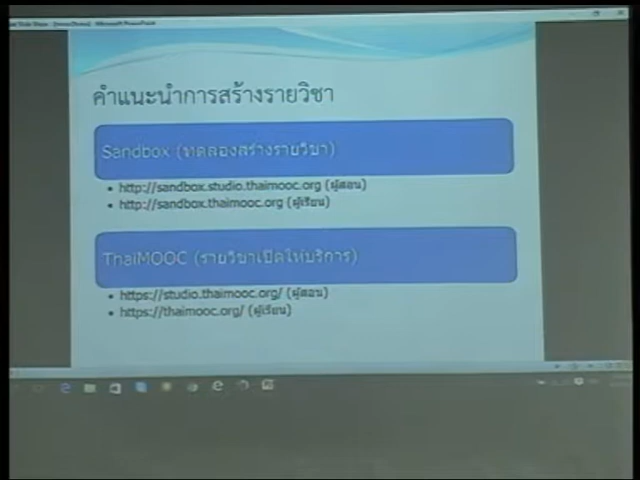 คำแนะนำการสร้างรายวิชา
Sandbox (ทดลองสร้างรายวิชา)
• http://sandbox.studio.thaimooc.org (ผู้สอน)
• http://sandbox.thaimooc.org (ผู้เรียน)
ThaiMOOC (รายวิชาเปิดให้บริการ)
• https://studio.thaimooc.org/ (ผู้สอน)
• https://thaimooc.org/ (ผู้เรียน)